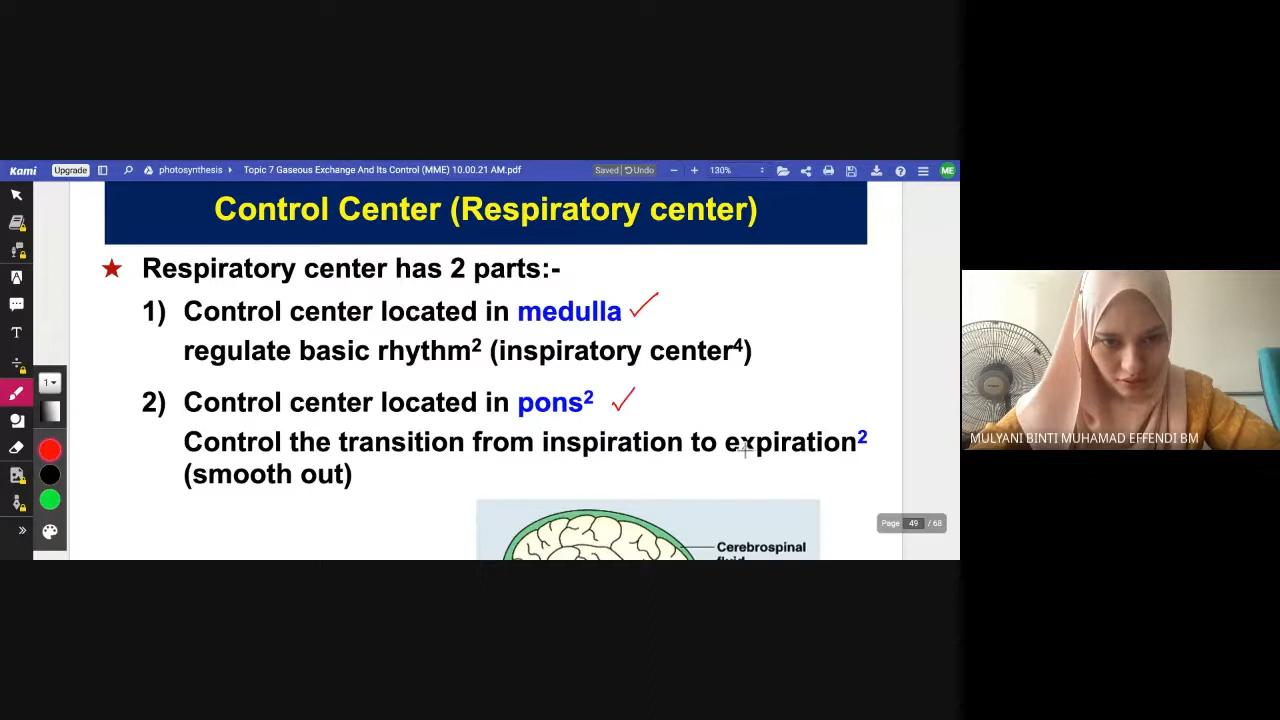 Kami
Upgrade
photosynthesis
Topic 7 Gaseous Exchange And Its Control (MME) 10.00.21 AM.pdf
Saved
Undo
130%
ME
Control Center (Respiratory center)
Respiratory center has 2 parts:-
1) Control center located in medulla
regulate basic rhythm² (inspiratory center⁴)
2) Control center located in pons²
Control the transition from inspiration to expiration²
(smooth out)
Cerebrospinal
Page 49 / 68
1
MULYANI BINTI MUHAMAD EFFENDI BM